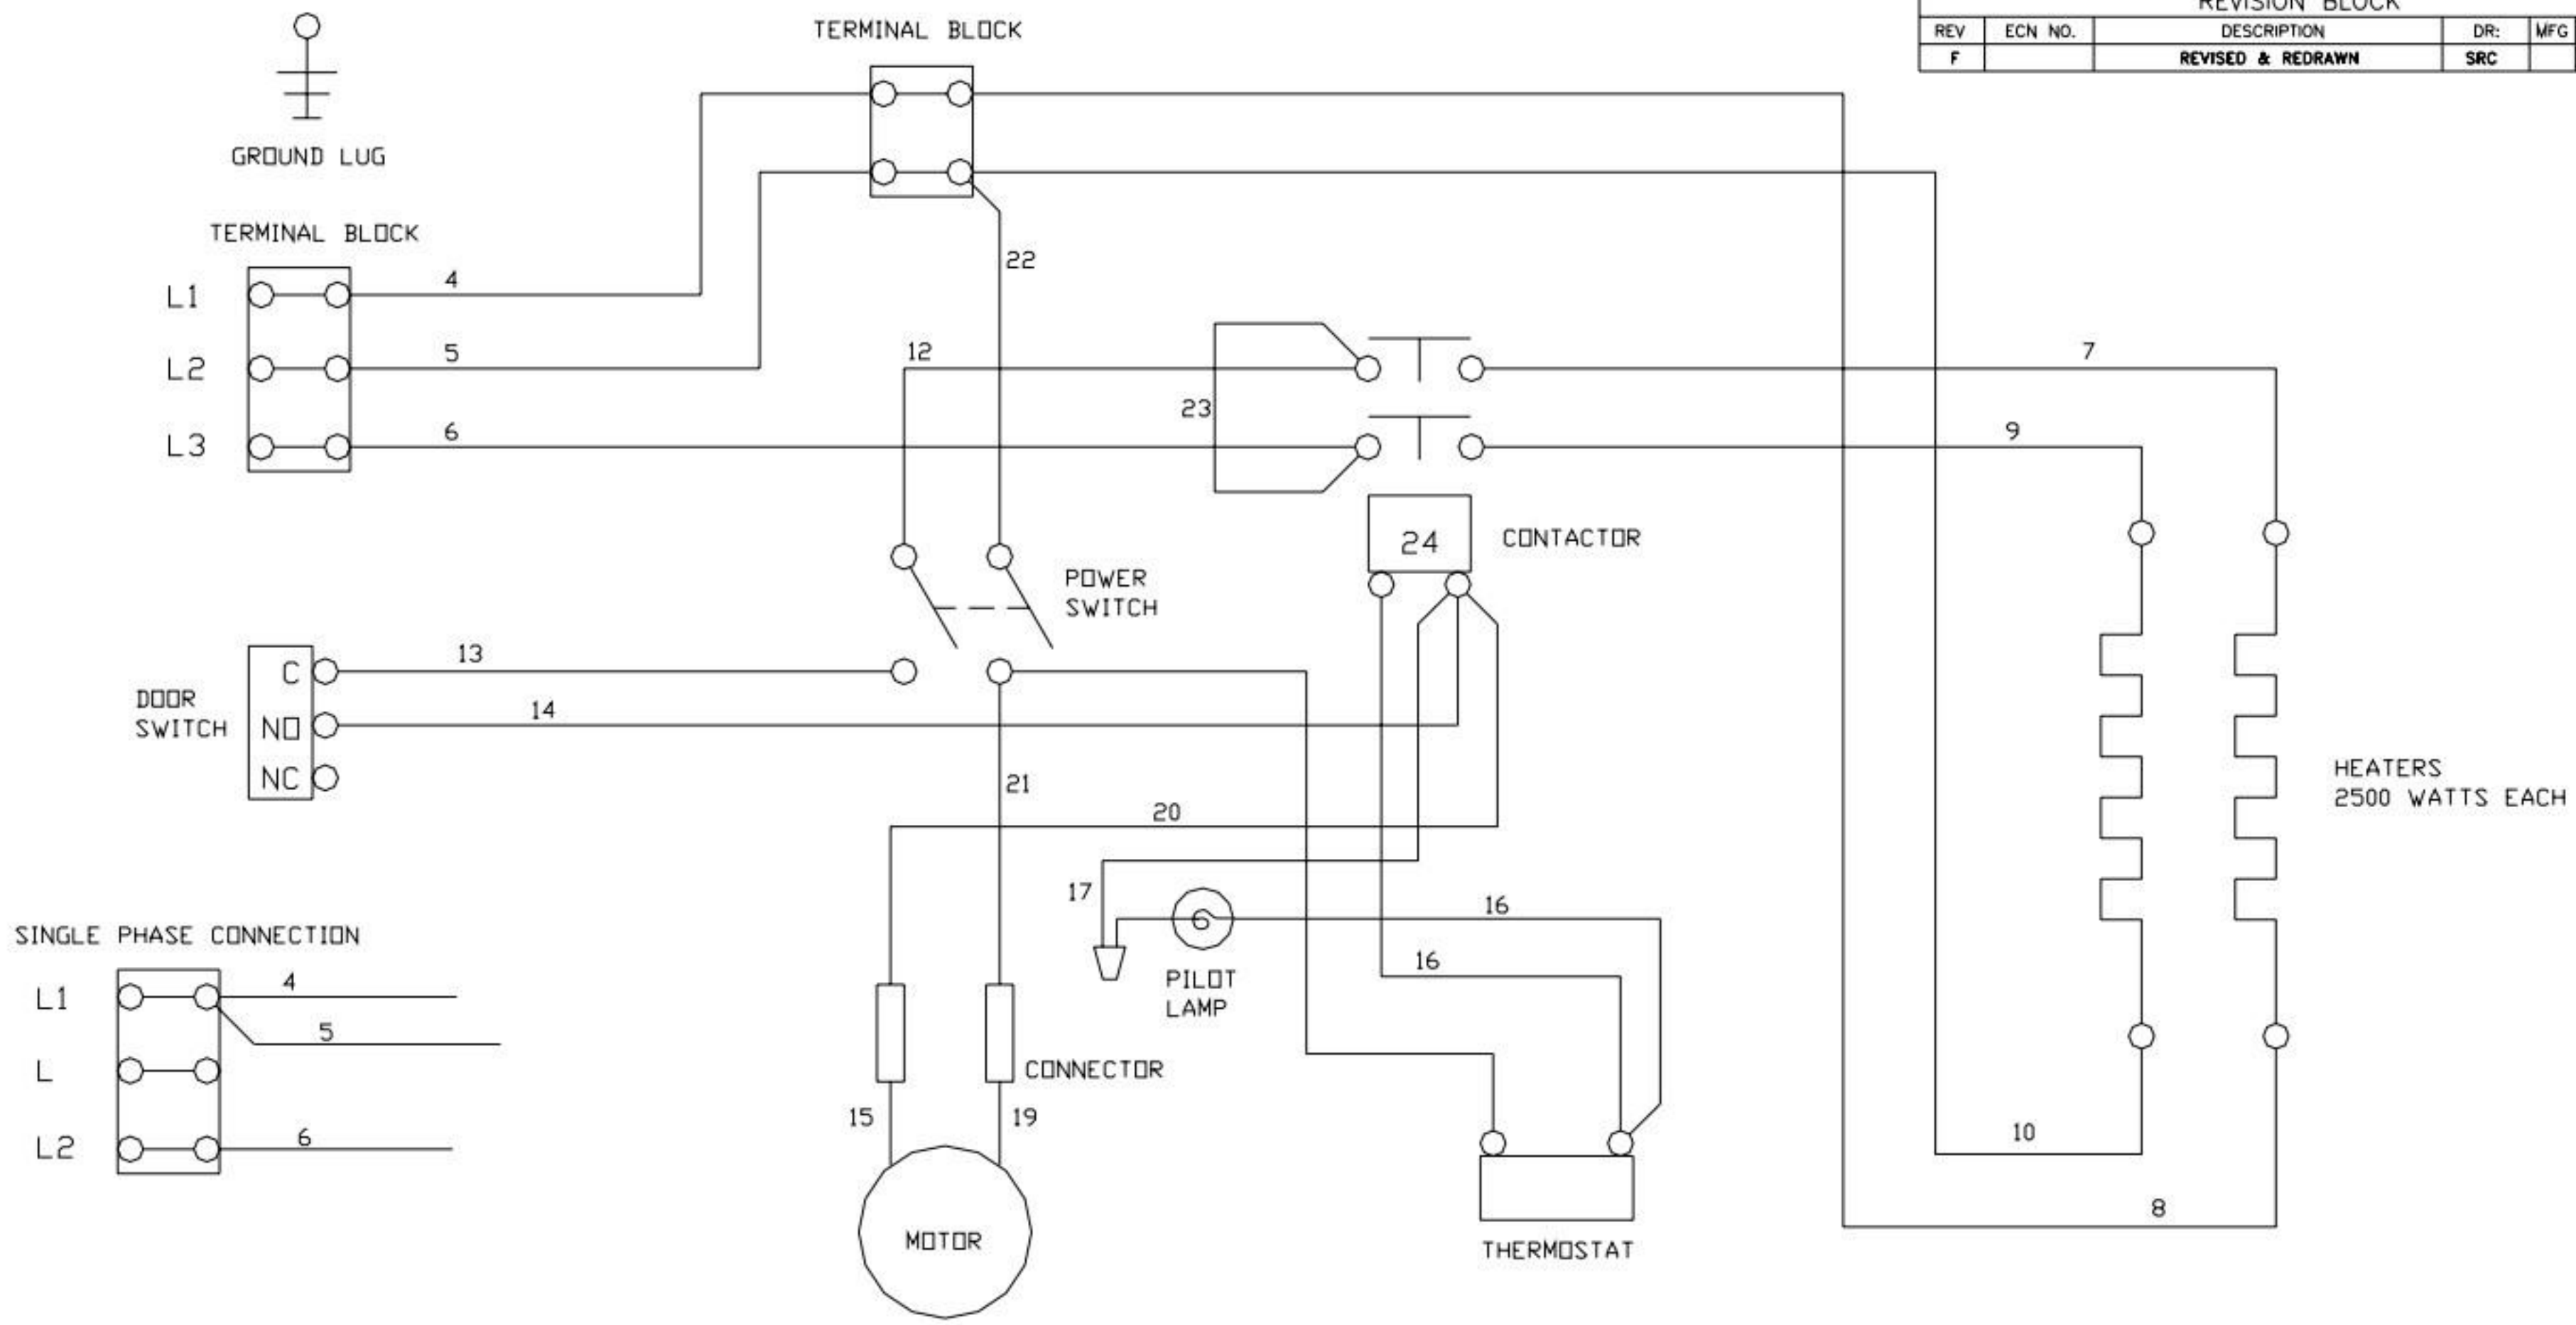 REVISION BLOCK
REV ECN NO. DESCRIPTION DR: MFG
F REVISED & REDRAWN SRC
TERMINAL BLOCK
GROUND LUG
TERMINAL BLOCK
L1
4
L2
5
L3
6
22
12
23
7
9
24
CONTACTOR
POWER
SWITCH
DOOR
SWITCH
C
NO
NC
13
14
21
20
17
16
16
PILOT
LAMP
HEATERS
2500 WATTS EACH
SINGLE PHASE CONNECTION
L1
4
5
L
L2
6
CONNECTOR
15
19
MOTOR
THERMOSTAT
10
8